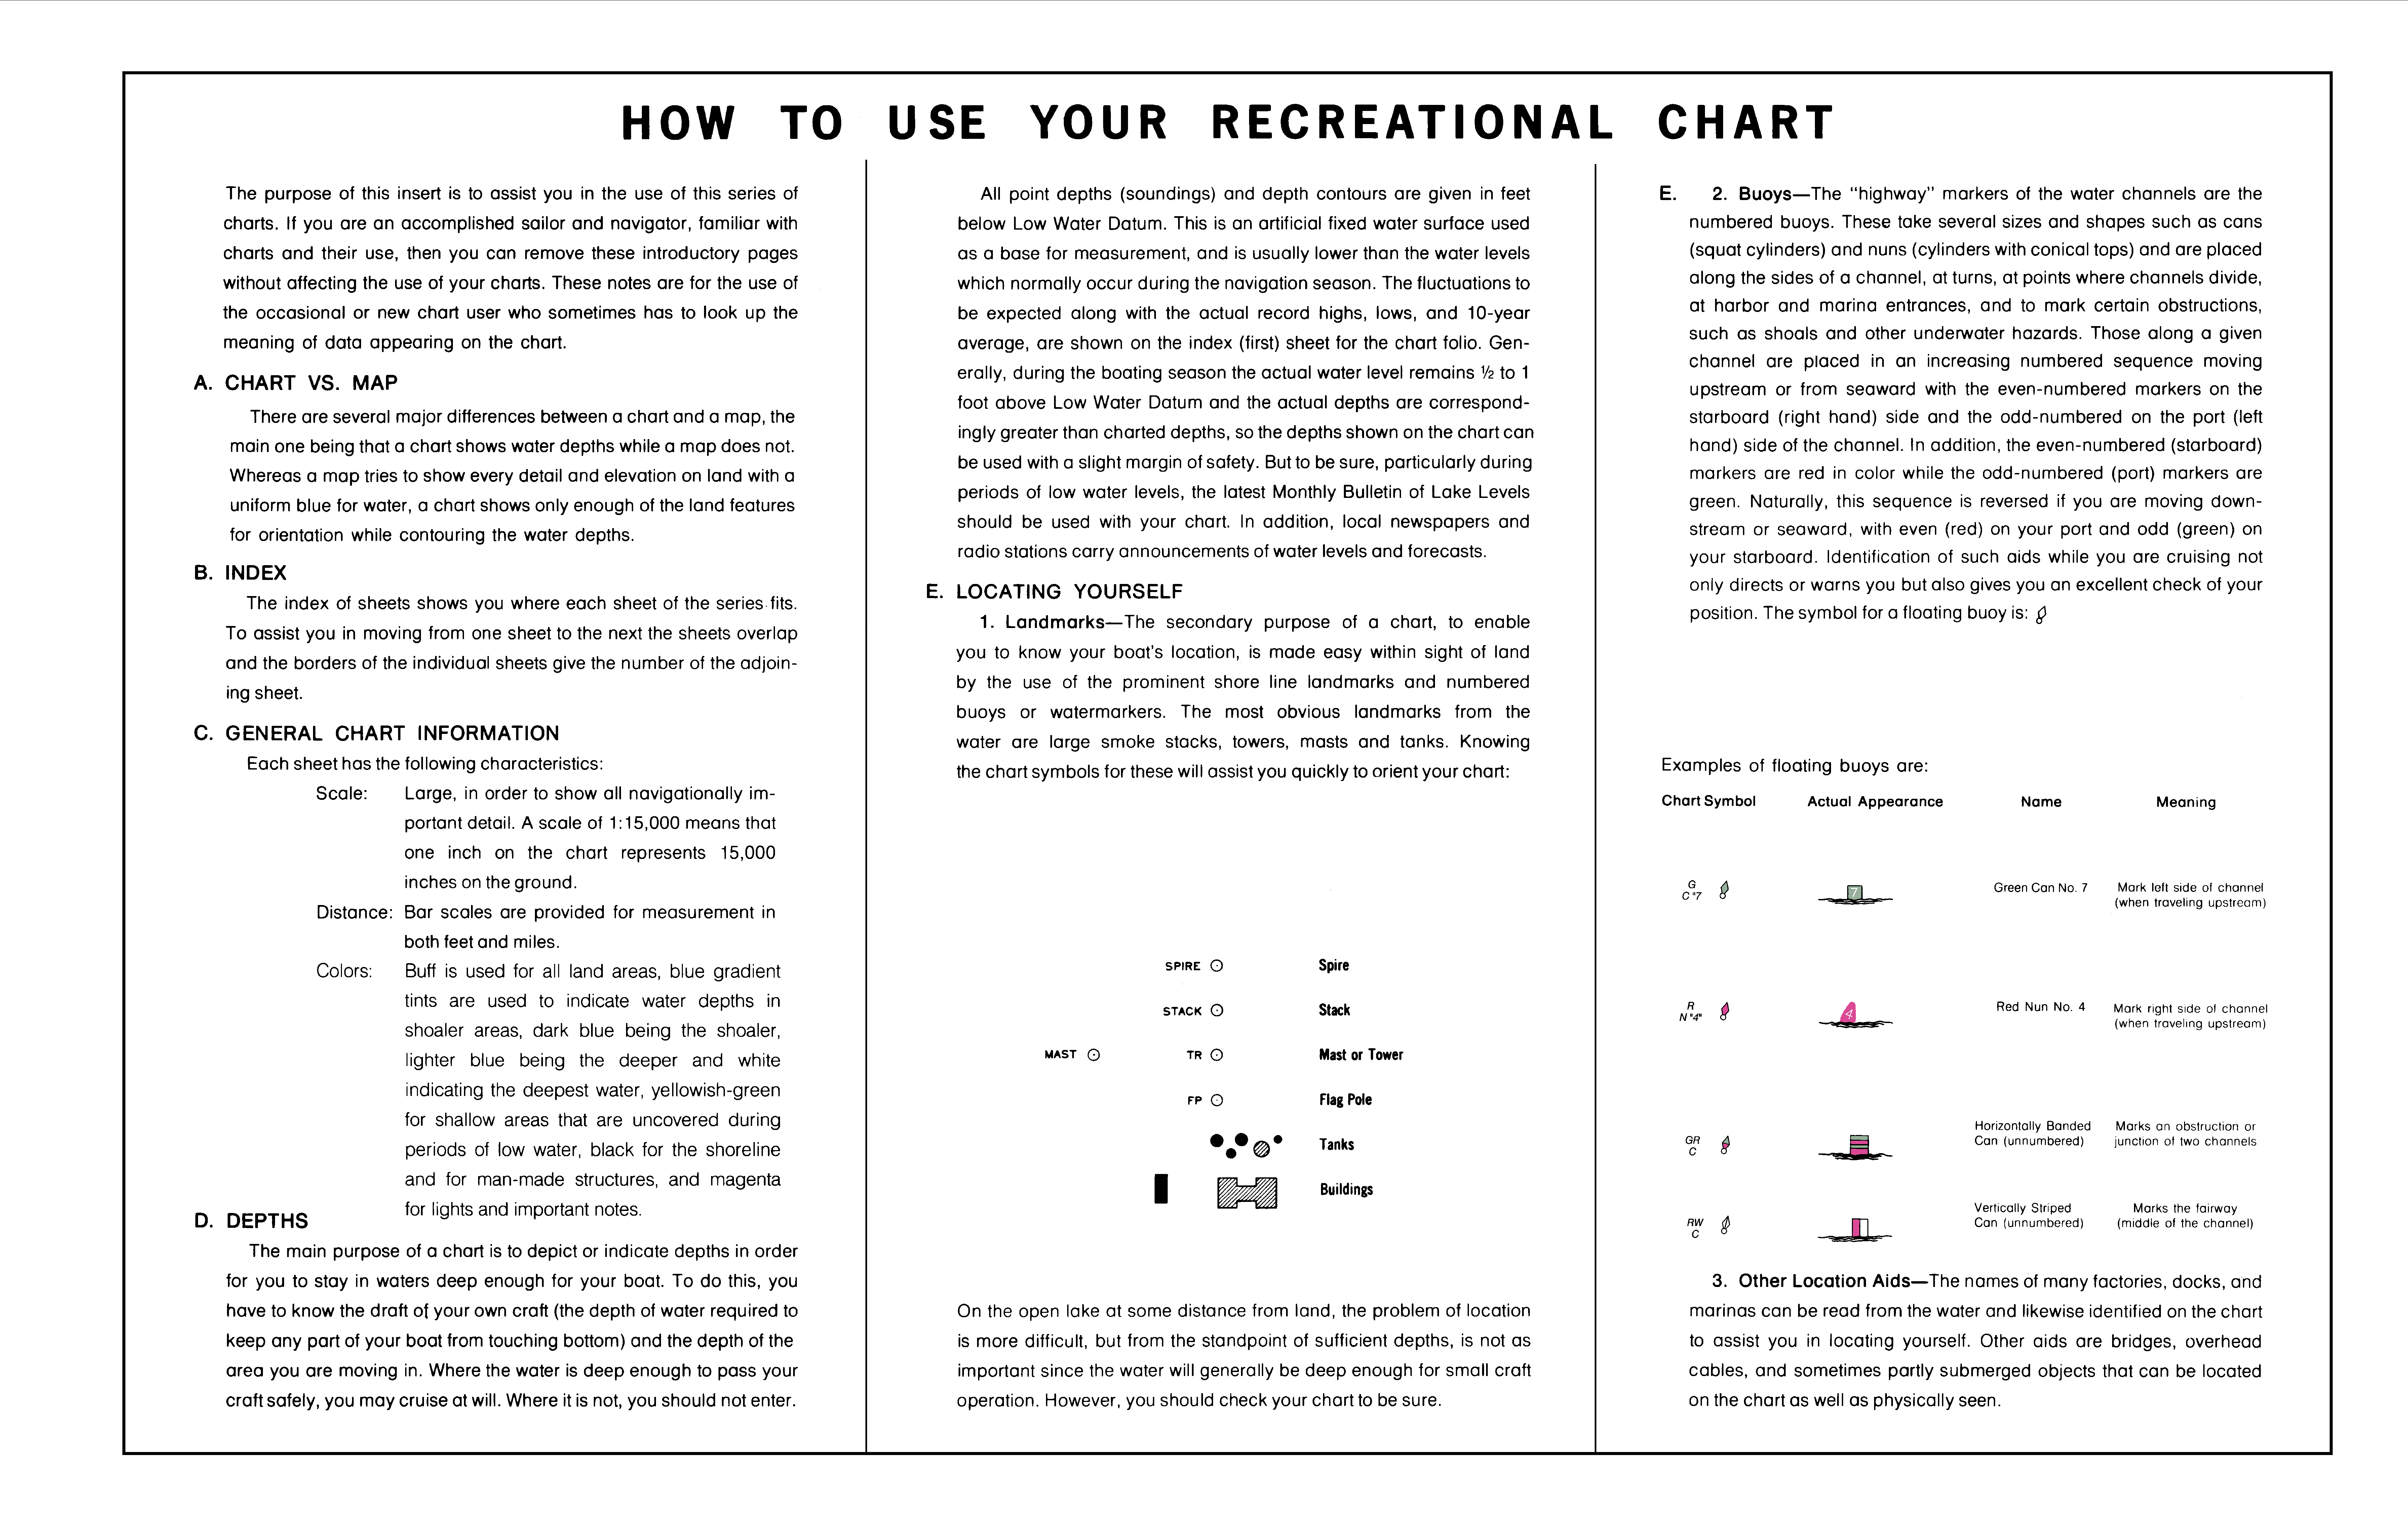 HOW TO USE YOUR RECREATIONAL CHART
The purpose of this insert is to assist you in the use of this series of
charts. If you are an accomplished sailor and navigator, familiar with
charts and their use, then you can remove these introductory pages
without affecting the use of your charts. These notes are for the use of
the occasional or new chart user who sometimes has to look up the
meaning of data appearing on the chart.
A. CHART VS. MAP
There are several major differences between a chart and a map, the
main one being that a chart shows water depths while a map does not.
Whereas a map tries to show every detail and elevation on land with a
uniform blue for water, a chart shows only enough of the land features
for orientation while contouring the water depths.
B. INDEX
The index of sheets shows you where each sheet of the series fits.
To assist you in moving from one sheet to the next the sheets overlap
and the borders of the individual sheets give the number of the adjoin-
ing sheet.
C. GENERAL CHART INFORMATION
Each sheet has the following characteristics:
Scale: Large, in order to show all navigationally im-
portant detail. A scale of 1:15,000 means that
one inch on the chart represents 15,000
inches on the ground.
Distance: Bar scales are provided for measurement in
both feet and miles.
Colors: Buff is used for all land areas, blue gradient
tints are used to indicate water depths in
shoaler areas, dark blue being the shoaler,
lighter blue being the deeper and white
indicating the deepest water, yellowish-green
for shallow areas that are uncovered during
periods of low water, black for the shoreline
and for man-made structures, and magenta
for lights and important notes.
D. DEPTHS
The main purpose of a chart is to depict or indicate depths in order
for you to stay in waters deep enough for your boat. To do this, you
have to know the draft of your own craft (the depth of water required to
keep any part of your boat from touching bottom) and the depth of the
area you are moving in. Where the water is deep enough to pass your
craft safely, you may cruise at will. Where it is not, you should not enter.
All point depths (soundings) and depth contours are given in feet
below Low Water Datum. This is an artificial fixed water surface used
as a base for measurement, and is usually lower than the water levels
which normally occur during the navigation season. The fluctuations to
be expected along with the actual record highs, lows, and 10-year
average, are shown on the index (first) sheet for the chart folio. Gen-
erally, during the boating season the actual water level remains ½ to 1
foot above Low Water Datum and the actual depths are correspond-
ingly greater than charted depths, so the depths shown on the chart can
be used with a slight margin of safety. But to be sure, particularly during
periods of low water levels, the latest Monthly Bulletin of Lake Levels
should be used with your chart. In addition, local newspapers and
radio stations carry announcements of water levels and forecasts.
E. LOCATING YOURSELF
1. Landmarks—The secondary purpose of a chart, to enable
you to know your boat's location, is made easy within sight of land
by the use of the prominent shore line landmarks and numbered
buoys or watermarkers. The most obvious landmarks from the
water are large smoke stacks, towers, masts and tanks. Knowing
the chart symbols for these will assist you quickly to orient your chart:
SPIRE Spire
STACK Stack
MAST TR Mast or Tower
FP Flag Pole
Tanks
Buildings
On the open lake at some distance from land, the problem of location
is more difficult, but from the standpoint of sufficient depths, is not as
important since the water will generally be deep enough for small craft
operation. However, you should check your chart to be sure.
E. 2. Buoys—The "highway" markers of the water channels are the
numbered buoys. These take several sizes and shapes such as cans
(squat cylinders) and nuns (cylinders with conical tops) and are placed
along the sides of a channel, at turns, at points where channels divide,
at harbor and marina entrances, and to mark certain obstructions,
such as shoals and other underwater hazards. Those along a given
channel are placed in an increasing numbered sequence moving
upstream or from seaward with the even-numbered markers on the
starboard (right hand) side and the odd-numbered on the port (left
hand) side of the channel. In addition, the even-numbered (starboard)
markers are red in color while the odd-numbered (port) markers are
green. Naturally, this sequence is reversed if you are moving down-
stream or seaward, with even (red) on your port and odd (green) on
your starboard. Identification of such aids while you are cruising not
only directs or warns you but also gives you an excellent check of your
position. The symbol for a floating buoy is:
Examples of floating buoys are:
Chart Symbol Actual Appearance Name Meaning
G
C "7 7 Green Can No. 7 Mark left side of channel
(when traveling upstream)
R
N "4" 4 Red Nun No. 4 Mark right side of channel
(when traveling upstream)
GR Horizontally Banded Marks an obstruction or
C Can (unnumbered) junction of two channels
RW Vertically Striped Marks the fairway
C Can (unnumbered) (middle of the channel)
3. Other Location Aids—The names of many factories, docks, and
marinas can be read from the water and likewise identified on the chart
to assist you in locating yourself. Other aids are bridges, overhead
cables, and sometimes partly submerged objects that can be located
on the chart as well as physically seen.